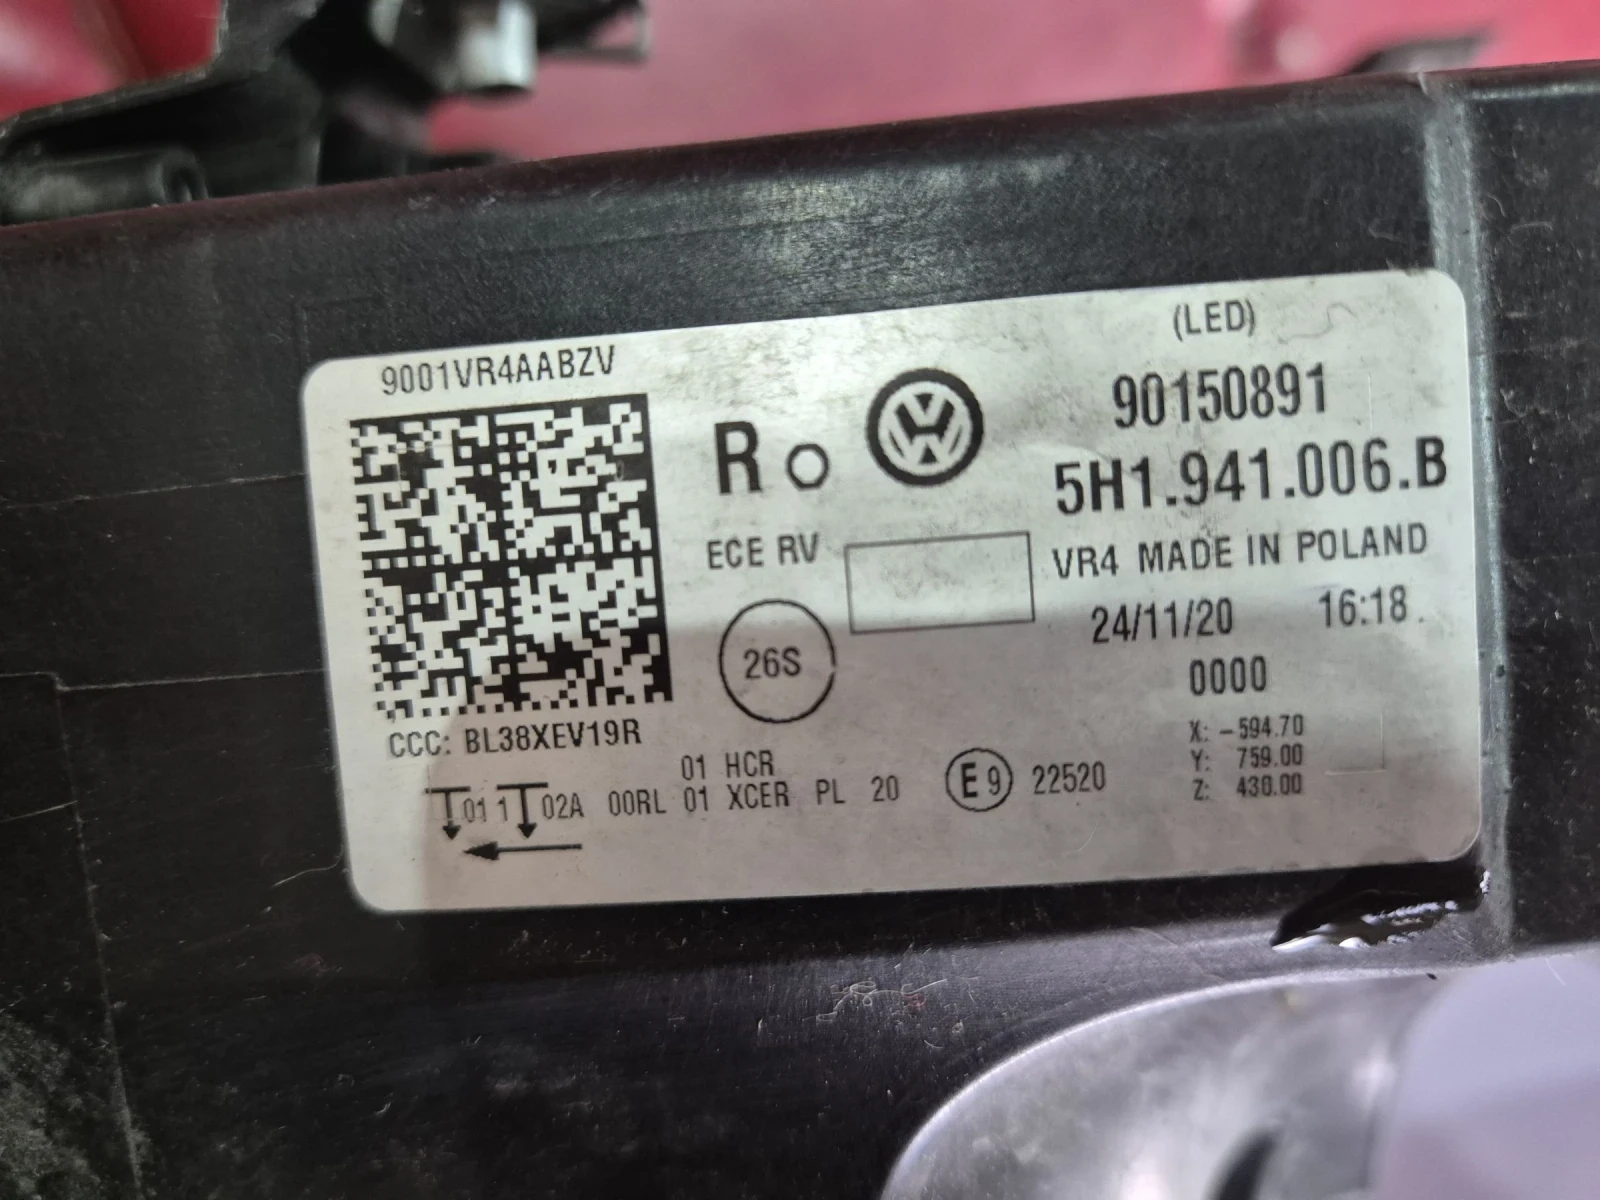 9001VR4AABZV
(LED)
90150891
R
5H1.941.006.B
ECE RV
VR4 MADE IN POLAND
24/11/20 16:18
26S
0000
CCC: BL38XEV19R
X: -594.70
Y: 759.00
Z: 430.00
01 HCR
01 1 02A 00RL 01 XCER PL 20 E9 22520